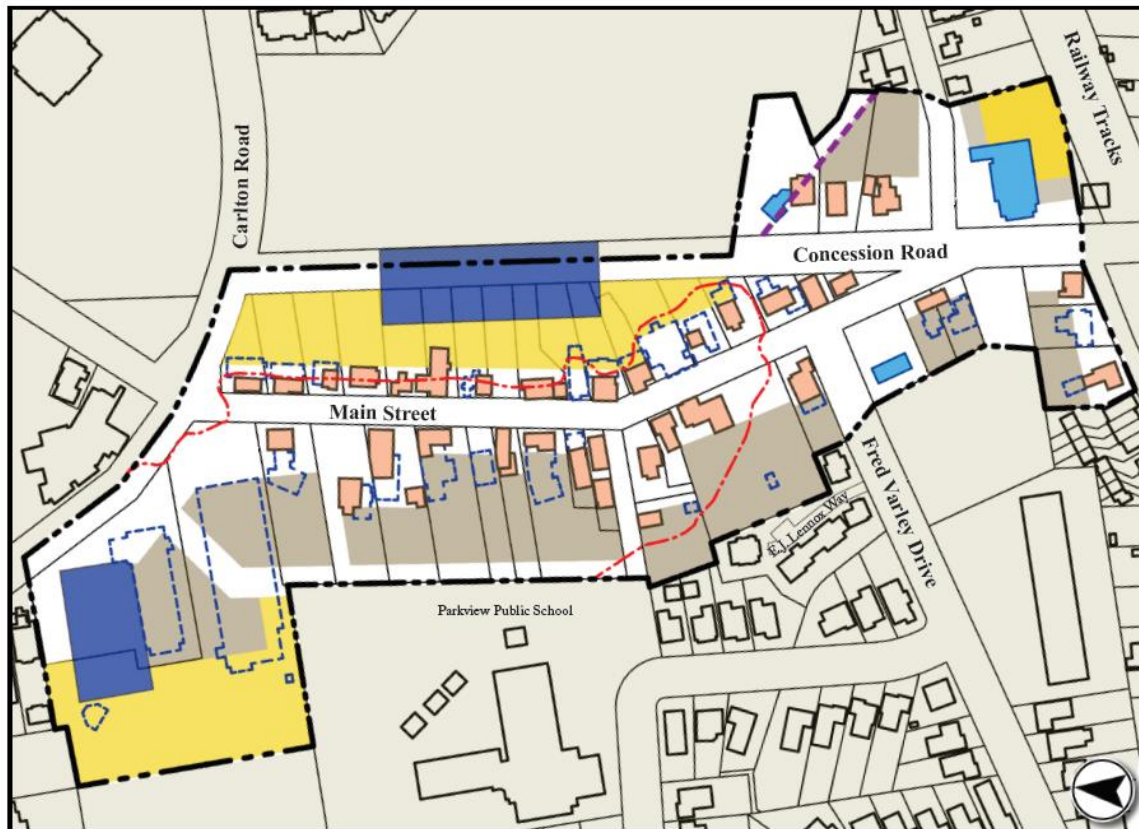 Railway Tracks
Carlton Road
Concession Road
Main Street
Fred Varley Drive
E.J. Lennox Way
Parkview Public School